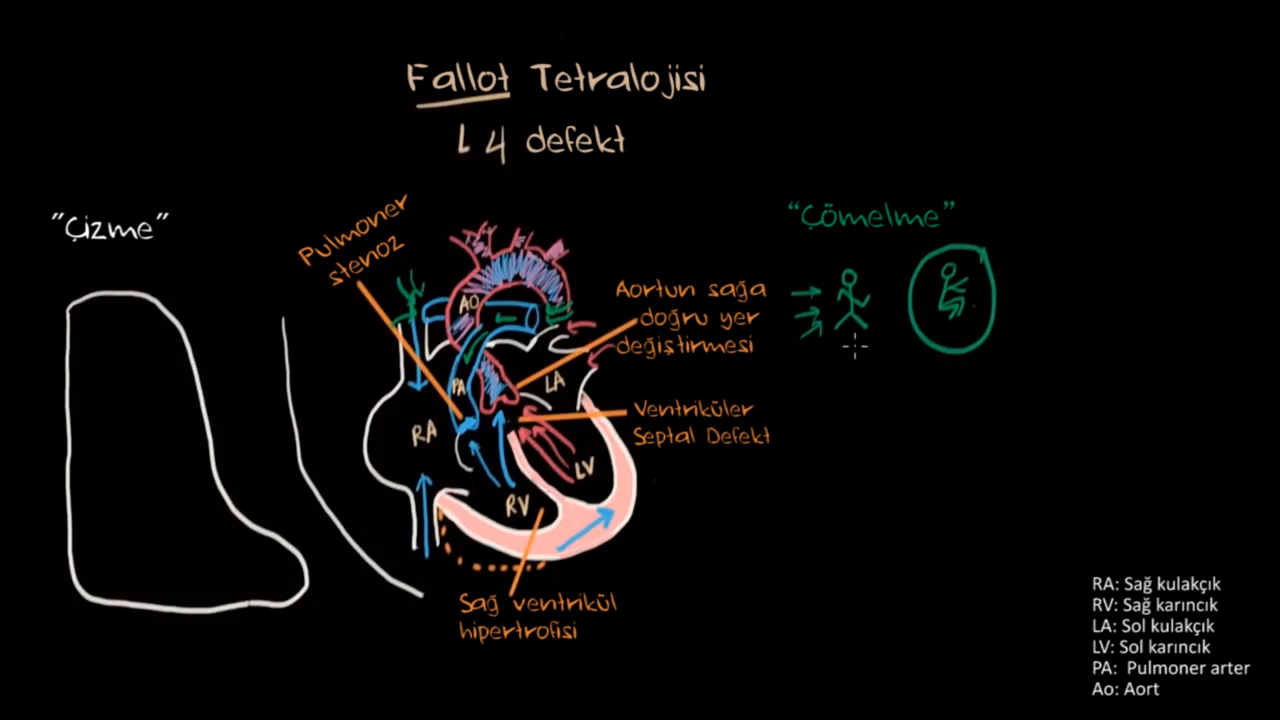 Fallot Tetralojisi
4 defekt
"Çizme"
Pulmoner
stenoz
"Çömelme"
Aortun sağa
doğru yer
değiştirmesi
AO
PA
LA
RA
Ventriküler
Septal Defekt
LV
RV
Sağ ventrikül
hipertrofisi
RA: Sağ kulakçık
RV: Sağ karıncık
LA: Sol kulakçık
LV: Sol karıncık
PA: Pulmoner arter
Ao: Aort